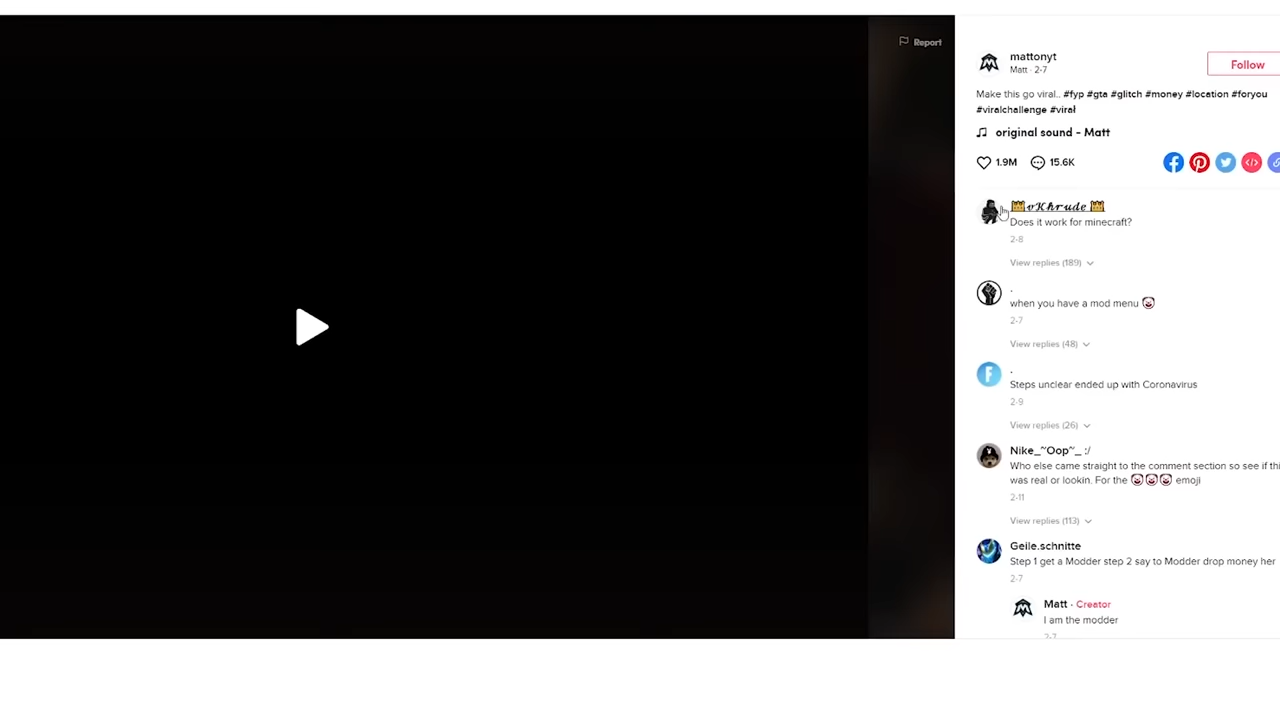 Report
mattonyt
Matt · 2-7
Follow
Make this go viral.. #fyp #gta #glitch #money #location #foryou
#viralchallenge #viral
original sound - Matt
1.9M
15.6K
𝓿𝓚𝓱𝓻𝓾𝓭𝓮
Does it work for minecraft?
2-8
View replies (189)
.
when you have a mod menu
2-7
View replies (48)
F
.
Steps unclear ended up with Coronavirus
2-9
View replies (26)
Nike_~"Oop"~_ :/
Who else came straight to the comment section so see if
was real or lookin. For the 🤡🤡🤡 emoji
2-11
View replies (113)
Geile.schnitte
Step 1 get a Modder step 2 say to Modder drop money her
2-7
Matt · Creator
I am the modder
2-7